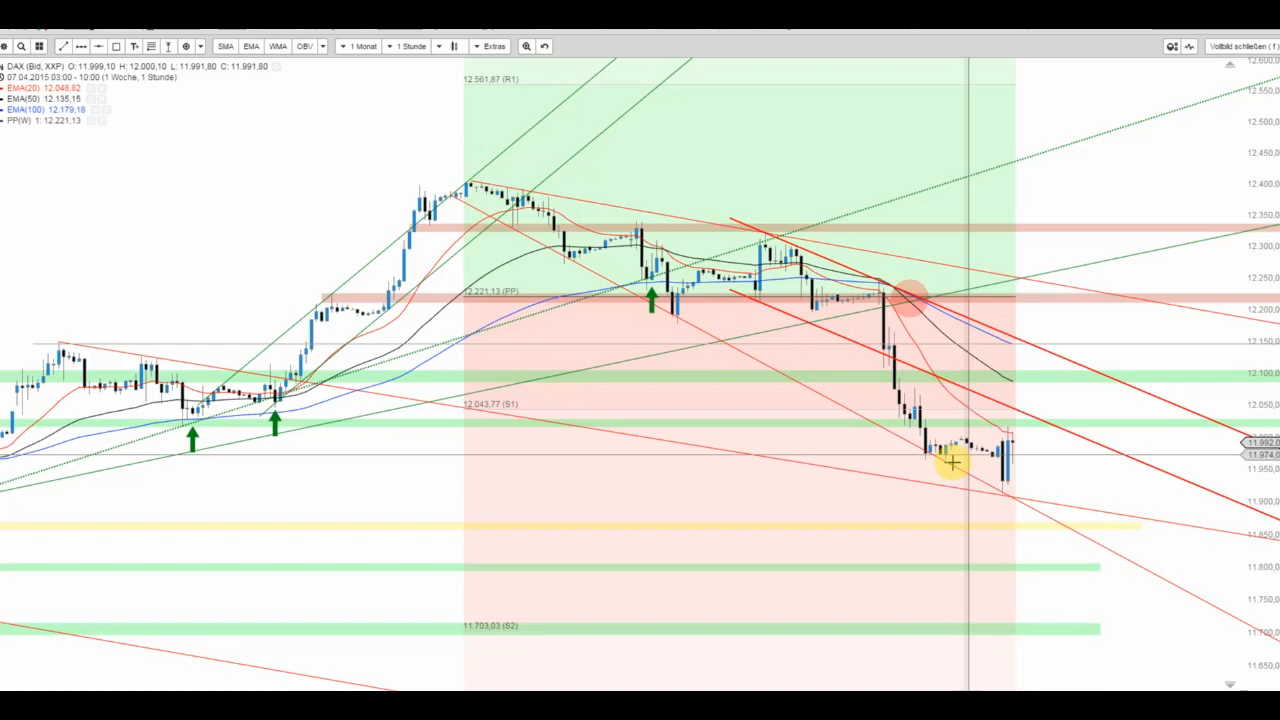 SMA EMA WMA OBV 1 Monat 1 Stunde Extras Vollbild schließen ( f )
DAX (Bid, XXP) O: 11.999,10 H: 12.000,10 L: 11.991,80 C: 11.991,80
07.04.2015 03:00 - 10:00 (1 Woche, 1 Stunde)
EMA(20) 12.048,82
EMA(50) 12.135,15
EMA(100) 12.179,18
PP(W) 1: 12.221,13
12.561,87 (R1)
12.221,13 (PP)
12.043,77 (S1)
11.703,03 (S2)
12.600,
12.550,
12.500,
12.450,
12.400,
12.350,
12.300,
12.250,
12.200,
12.150,
12.100,
12.050,
11.992,
11.974,
11.950,
11.900,
11.850,
11.800,
11.750,
11.700,
11.650,